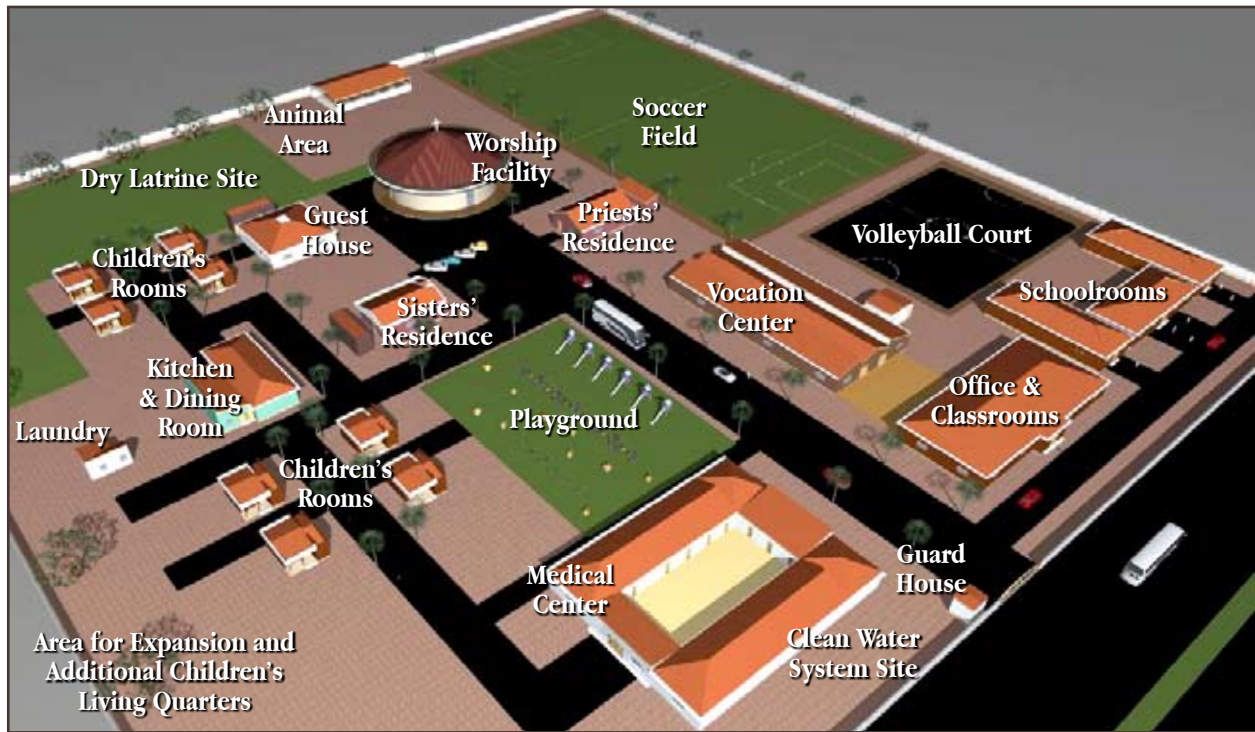 Animal
Area
Soccer
Field
Worship
Facility
Dry Latrine Site
Guest
House
Priests'
Residence
Volleyball Court
Children's
Rooms
Sisters'
Residence
Vocation
Center
Schoolrooms
Kitchen
& Dining
Room
Laundry
Playground
Office &
Classrooms
Children's
Rooms
Medical
Center
Guard
House
Clean Water
System Site
Area for Expansion and
Additional Children's
Living Quarters